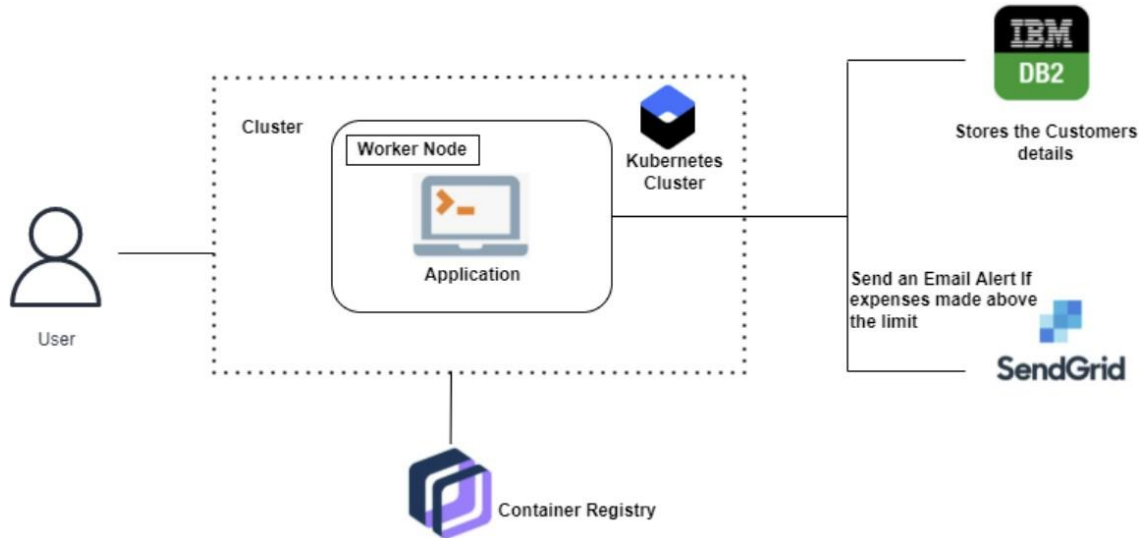 IBM
DB2
Stores the Customers
details
Cluster
Worker Node
Kubernetes
Cluster
Application
User
Send an Email Alert If
expenses made above
the limit
SendGrid
Container Registry